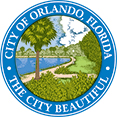 CITY OF ORLANDO, FLORIDA
THE CITY BEAUTIFUL